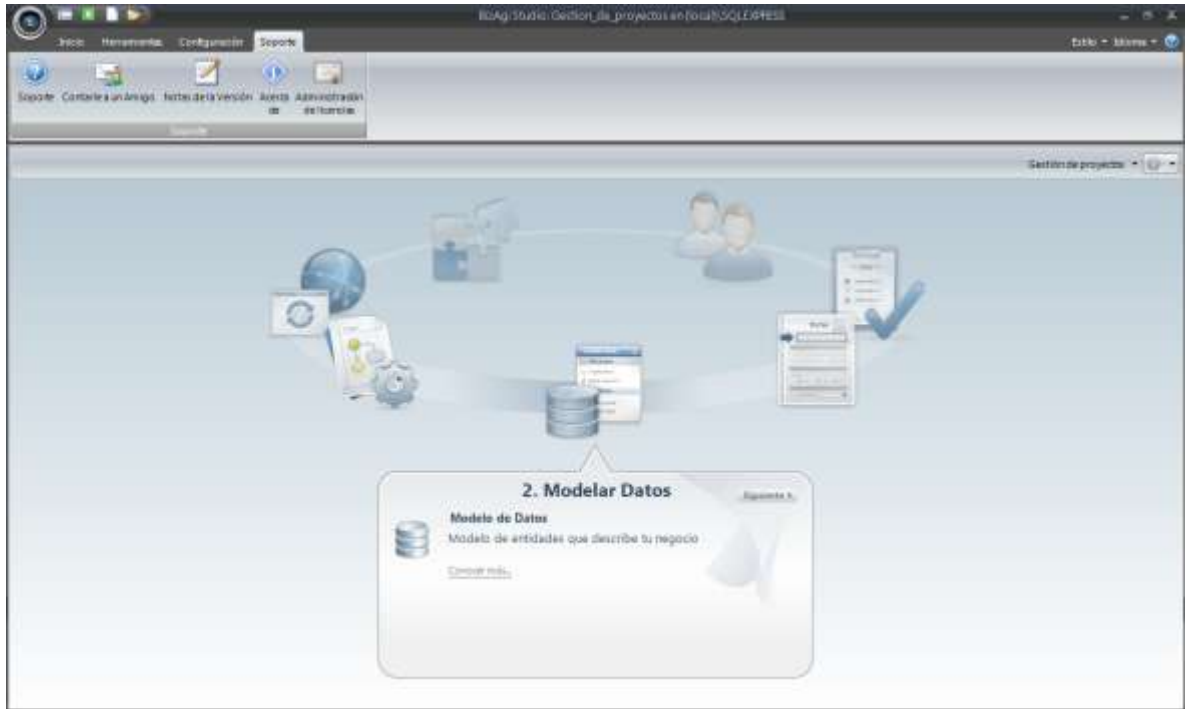 BizAgi Studio: Gestion_de_proyectos en (local)\SQLEXPRESS
Inicio Herramientas Configuración Soporte
Estilo Idioma
Soporte Contarle a un Amigo Notas de la Versión Acerca de Administración de licencias
Soporte
Gestión de proyectos
2. Modelar Datos
Siguiente
Modelo de Datos
Modelo de entidades que describe tu negocio
Conocer más...